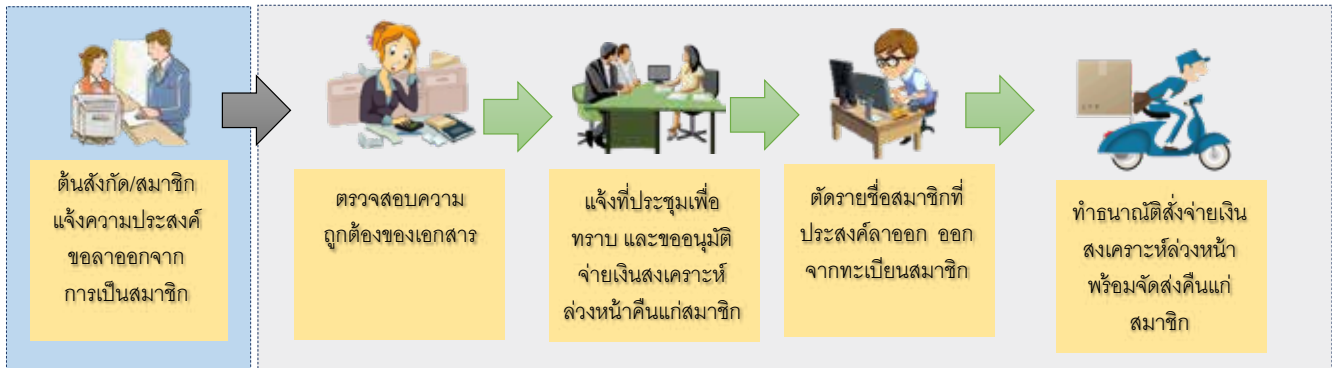 ต้นสังกัด/สมาชิก
แจ้งความประสงค์
ขอลาออกจาก
การเป็นสมาชิก
ตรวจสอบความ
ถูกต้องของเอกสาร
แจ้งที่ประชุมเพื่อ
ทราบ และขออนุมัติ
จ่ายเงินสงเคราะห์
ล่วงหน้าคืนแก่สมาชิก
ตัดรายชื่อสมาชิกที่
ประสงค์ลาออก ออก
จากทะเบียนสมาชิก
ทำธนาณัติสั่งจ่ายเงิน
สงเคราะห์ล่วงหน้า
พร้อมจัดส่งคืนแก่
สมาชิก